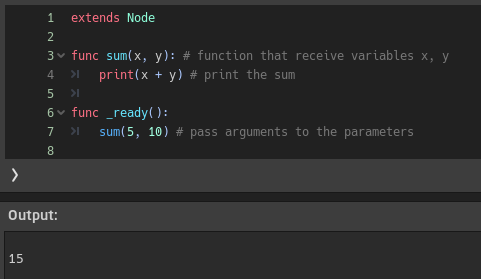 1 extends Node
2
3 func sum(x, y): # function that receive variables x, y
4 print(x + y) # print the sum
5
6 func _ready():
7 sum(5, 10) # pass arguments to the parameters
8
Output:
15